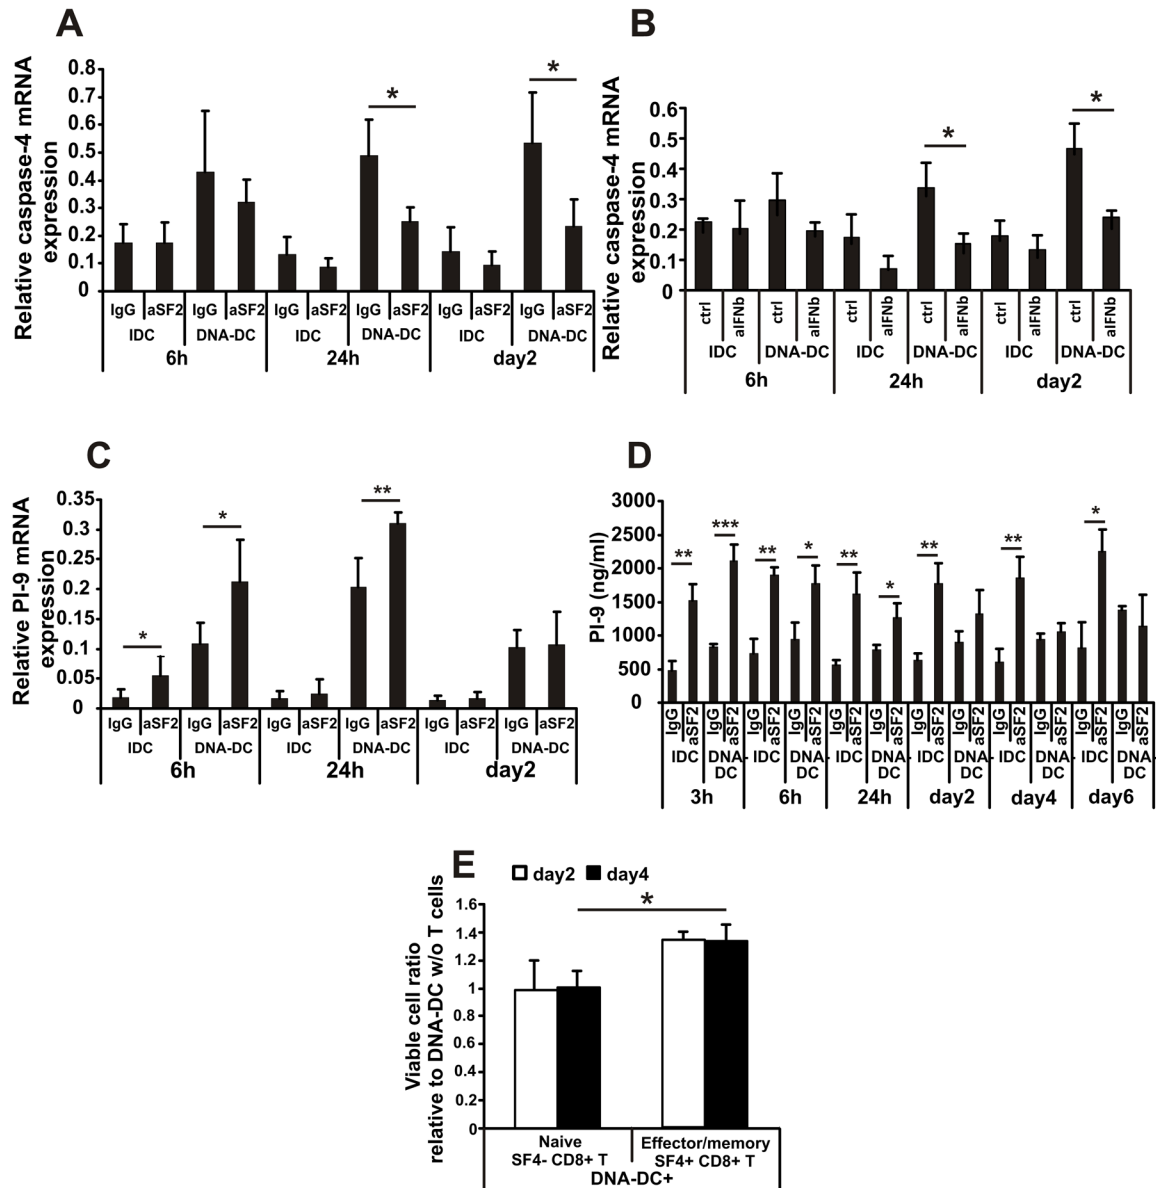 A
Relative caspase-4 mRNA
expression
0.8
0.7
0.6
0.5
0.4
0.3
0.2
0.1
0
*
*
IgG aSF2 IgG aSF2 IgG aSF2 IgG aSF2 IgG aSF2 IgG aSF2
IDC DNA-DC IDC DNA-DC IDC DNA-DC
6h 24h day2
B
Relative caspase-4 mRNA
expression
0.6
0.5
0.4
0.3
0.2
0.1
0
*
*
ctrl aIFNb ctrl aIFNb ctrl aIFNb ctrl aIFNb ctrl aIFNb ctrl aIFNb
IDC DNA-DC IDC DNA-DC IDC DNA-DC
6h 24h day2
C
Relative PI-9 mRNA
expression
0.35
0.3
0.25
0.2
0.15
0.1
0.05
0
*
*
**
IgG aSF2 IgG aSF2 IgG aSF2 IgG aSF2 IgG aSF2 IgG aSF2
IDC DNA-DC IDC DNA-DC IDC DNA-DC
6h 24h day2
D
PI-9 (ng/ml)
3000
2500
2000
1500
1000
500
0
** *** ** * ** * ** ** *
IgG aSF2 IgG aSF2 IgG aSF2 IgG aSF2 IgG aSF2 IgG aSF2 IgG aSF2 IgG aSF2 IgG aSF2 IgG aSF2 IgG aSF2 IgG aSF2
IDC DNA- IDC DNA- IDC DNA- IDC DNA- IDC DNA- IDC DNA-
DC DC DC DC DC DC
3h 6h 24h day2 day4 day6
E
day2 day4
Viable cell ratio
relative to DNA-DC w/o T cells
1.6
1.4
1.2
1
0.8
0.6
0.4
0.2
0
*
Naive Effector/memory
SF4- CD8+ T SF4+ CD8+ T
DNA-DC+